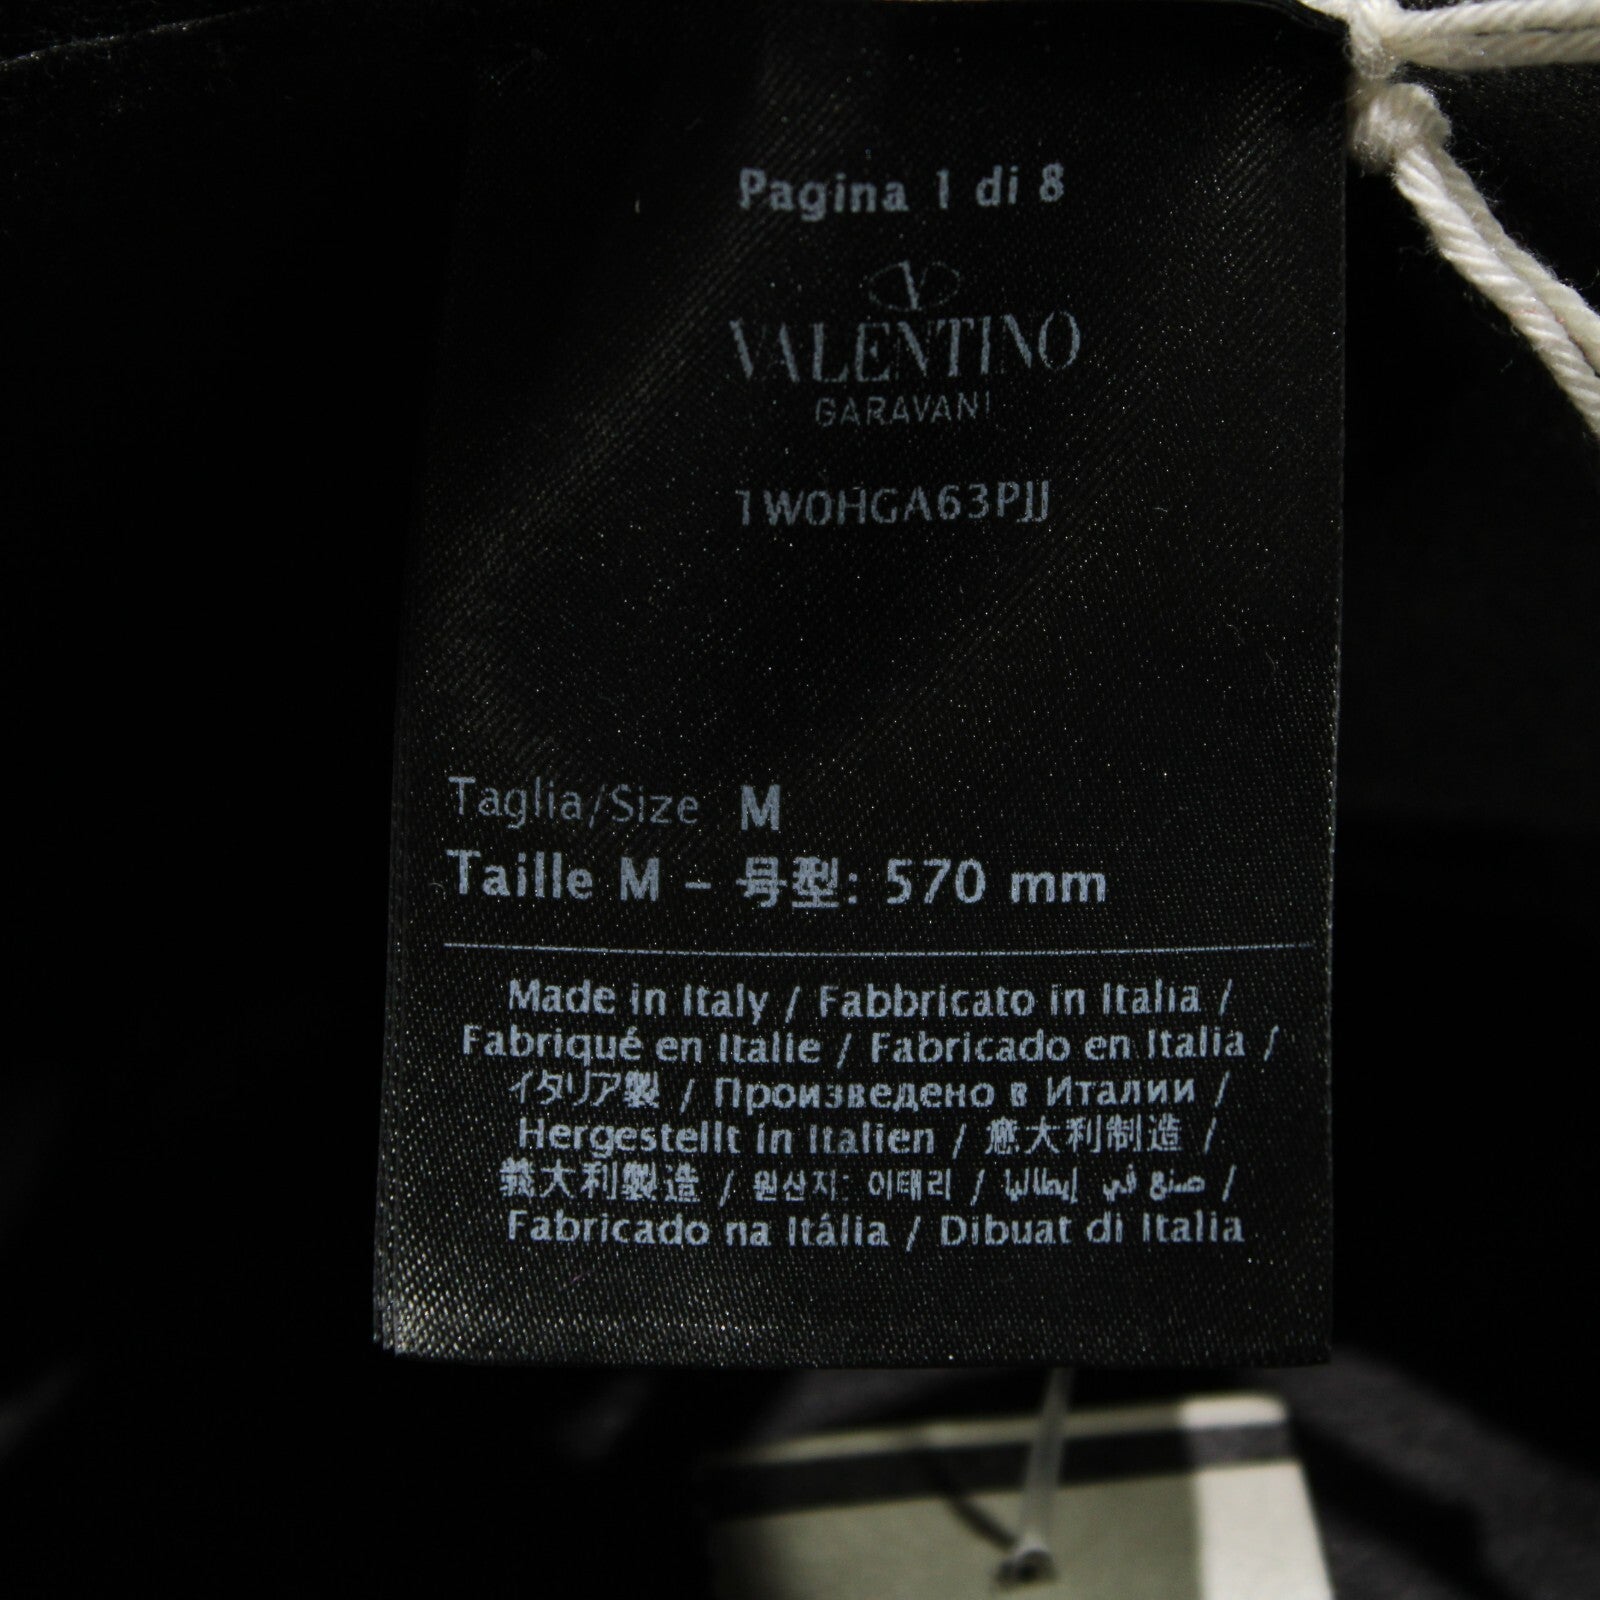 Pagina 1 di 8
VALENTINO
GARAVANI
1W0HGA63PJJ
Taglia/Size M
Taille M - 号型: 570 mm
Made in Italy / Fabbricato in Italia /
Fabriqué en Italie / Fabricado en Italia /
イタリア製 / Произведено в Италии /
Hergestellt in Italien / 意大利制造 /
義大利製造 / 원산지: 이태리 / صنع في إيطاليا /
Fabricado na Itália / Dibuat di Italia